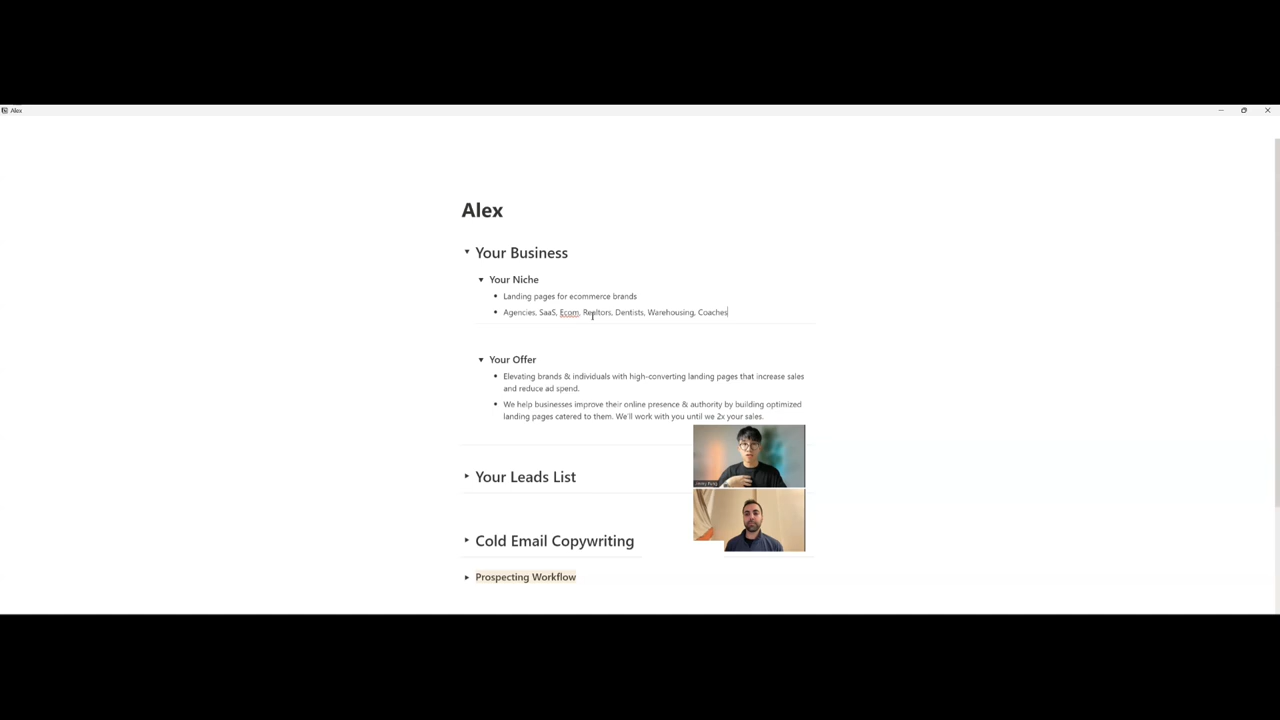 Alex
Alex
Your Business
Your Niche
Landing pages for ecommerce brands
Agencies, SaaS, Ecom, Realtors, Dentists, Warehousing, Coaches
Your Offer
Elevating brands & individuals with high-converting landing pages that increase sales
and reduce ad spend.
We help businesses improve their online presence & authority by building optimized
landing pages catered to them. We'll work with you until we 2x your sales.
Your Leads List
Cold Email Copywriting
Prospecting Workflow